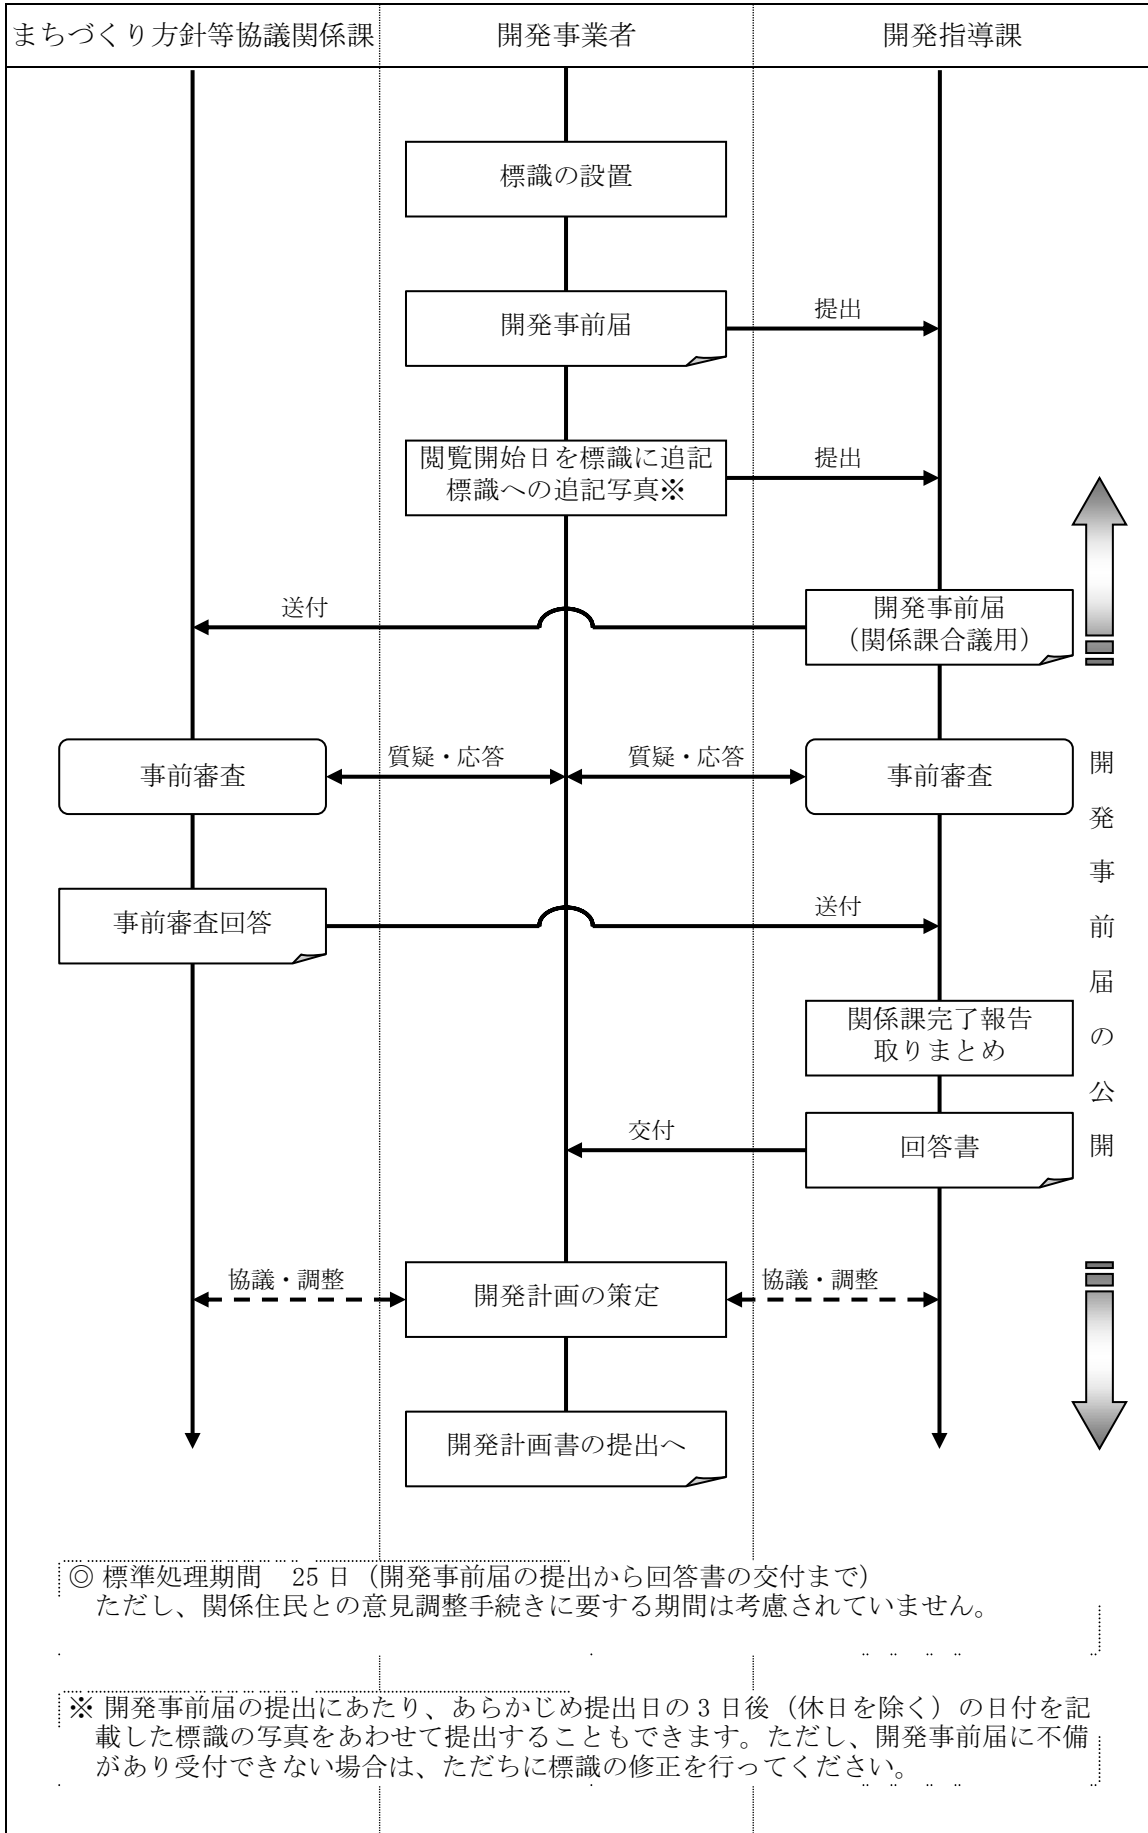 まちづくり方針等協議関係課
開発事業者
開発指導課
標識の設置
開発事前届
提出
閲覧開始日を標識に追記
標識への追記写真※
提出
送付
開発事前届
（関係課合議用）
事前審査
質疑・応答
質疑・応答
事前審査
事前審査回答
送付
関係課完了報告
取りまとめ
交付
回答書
開発事前届の公開
協議・調整
開発計画の策定
協議・調整
開発計画書の提出へ
◎ 標準処理期間　25 日（開発事前届の提出から回答書の交付まで）
ただし、関係住民との意見調整手続きに要する期間は考慮されていません。
※ 開発事前届の提出にあたり、あらかじめ提出日の 3 日後（休日を除く）の日付を記
載した標識の写真をあわせて提出することもできます。ただし、開発事前届に不備
があり受付できない場合は、ただちに標識の修正を行ってください。